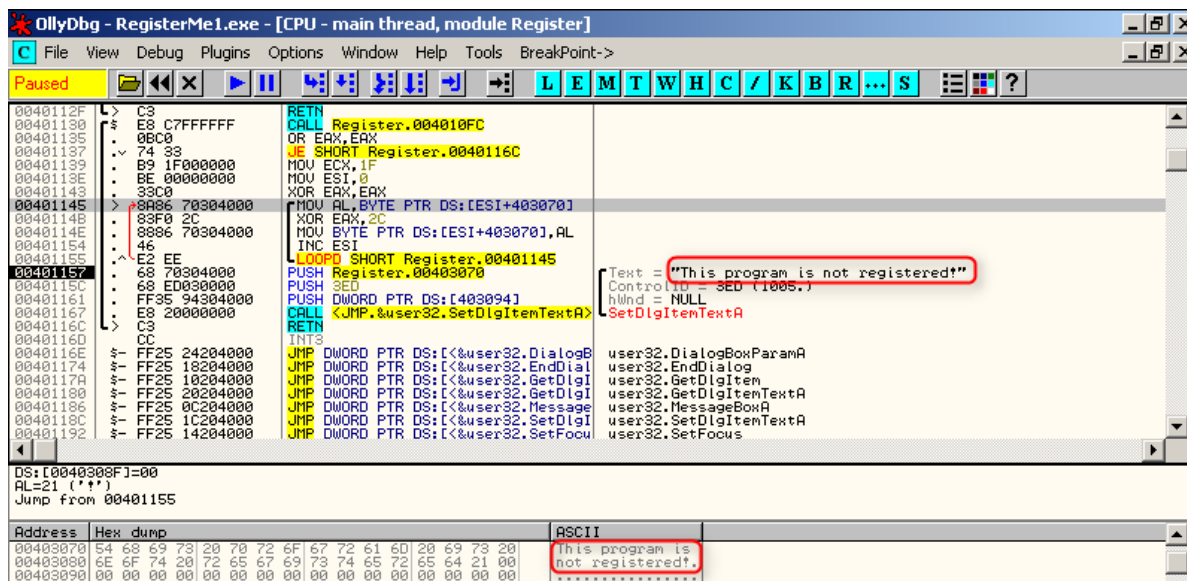 OllyDbg - RegisterMe1.exe - [CPU - main thread, module Register]
C File View Debug Plugins Options Window Help Tools BreakPoint->
Paused L E M T W H C / K B R ... S ?
0040112F > C3 RETN
00401130 $ E8 C7FFFFFF CALL Register.004010FC
00401135 . 0BC0 OR EAX,EAX
00401137 .v 74 33 JE SHORT Register.0040116C
00401139 . B9 1F000000 MOV ECX,1F
0040113E . BE 00000000 MOV ESI,0
00401143 . 33C0 XOR EAX,EAX
00401145 > 8A86 70304000 MOV AL,BYTE PTR DS:[ESI+403070]
0040114B . 83F0 2C XOR EAX,2C
0040114E . 8886 70304000 MOV BYTE PTR DS:[ESI+403070],AL
00401154 . 46 INC ESI
00401155 .^ E2 EE LOOPD SHORT Register.00401145
00401157 . 68 70304000 PUSH Register.00403070 Text = "This program is not registered!"
0040115C . 68 ED030000 PUSH 3ED ControlID = 3ED (1005.)
00401161 . FF35 94304000 PUSH DWORD PTR DS:[403094] hWnd = NULL
00401167 . E8 20000000 CALL <JMP.&user32.SetDlgItemTextA> SetDlgItemTextA
0040116C > C3 RETN
0040116D CC INT3
0040116E $- FF25 24204000 JMP DWORD PTR DS:[<&user32.DialogB user32.DialogBoxParamA
00401174 $- FF25 18204000 JMP DWORD PTR DS:[<&user32.EndDial user32.EndDialog
0040117A $- FF25 10204000 JMP DWORD PTR DS:[<&user32.GetDlgI user32.GetDlgItem
00401180 $- FF25 20204000 JMP DWORD PTR DS:[<&user32.GetDlgI user32.GetDlgItemTextA
00401186 $- FF25 0C204000 JMP DWORD PTR DS:[<&user32.Message user32.MessageBoxA
0040118C $- FF25 1C204000 JMP DWORD PTR DS:[<&user32.SetDlgI user32.SetDlgItemTextA
00401192 $- FF25 14204000 JMP DWORD PTR DS:[<&user32.SetFocu user32.SetFocus
DS:[0040308F]=00
AL=21 ('!')
Jump from 00401155
Address Hex dump ASCII
00403070 54 68 69 73 20 70 72 6F 67 72 61 6D 20 69 73 20 This program is
00403080 6E 6F 74 20 72 65 67 69 73 74 65 72 65 64 21 00 not registered!.
00403090 00 00 00 00 00 00 00 00 00 00 00 00 00 00 00 00 ................